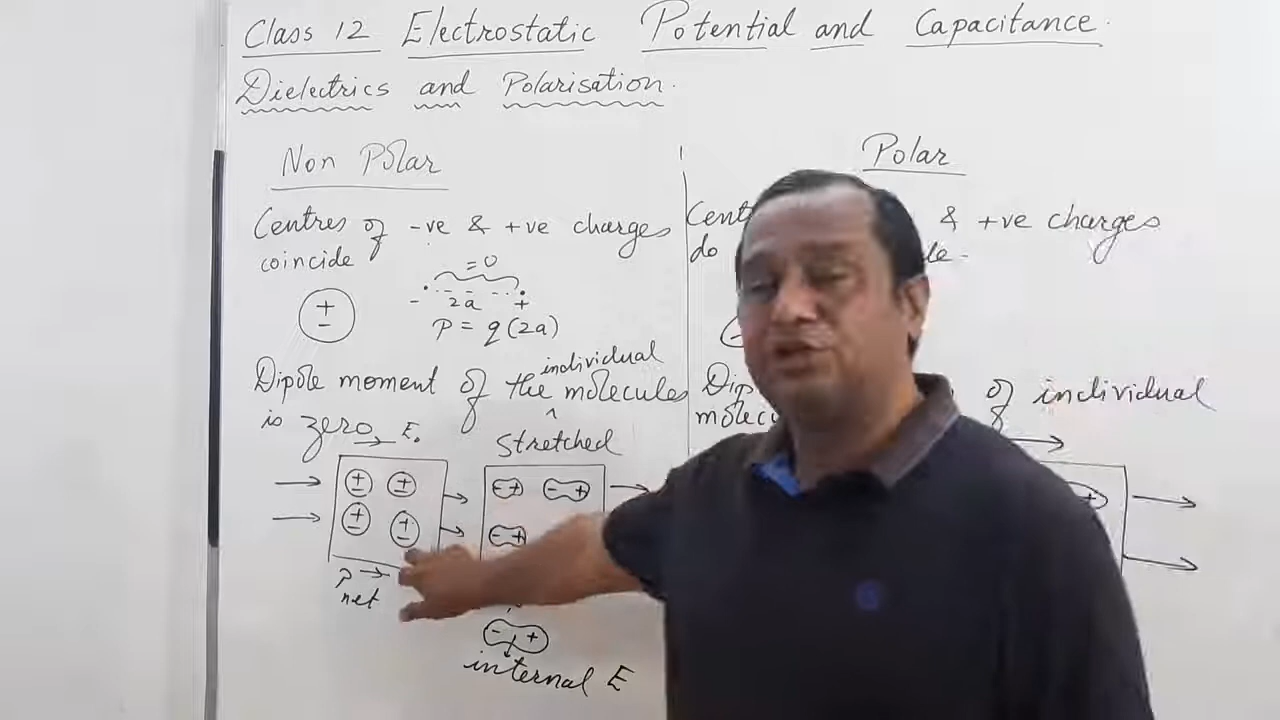 Class 12 Electrostatic Potential and Capacitance.
Dielectrics and Polarisation.
Non Polar
Centres of -ve & +ve charges
coincide
+
-
= 0
- 2a +
p = q(2a)
individual
Dipole moment of the ^ molecules
is zero
E₀
Stretched
± ±
± ±
- + - +
- +
p
net
- +
internal E
Polar
& +ve charges
do
of individual
+